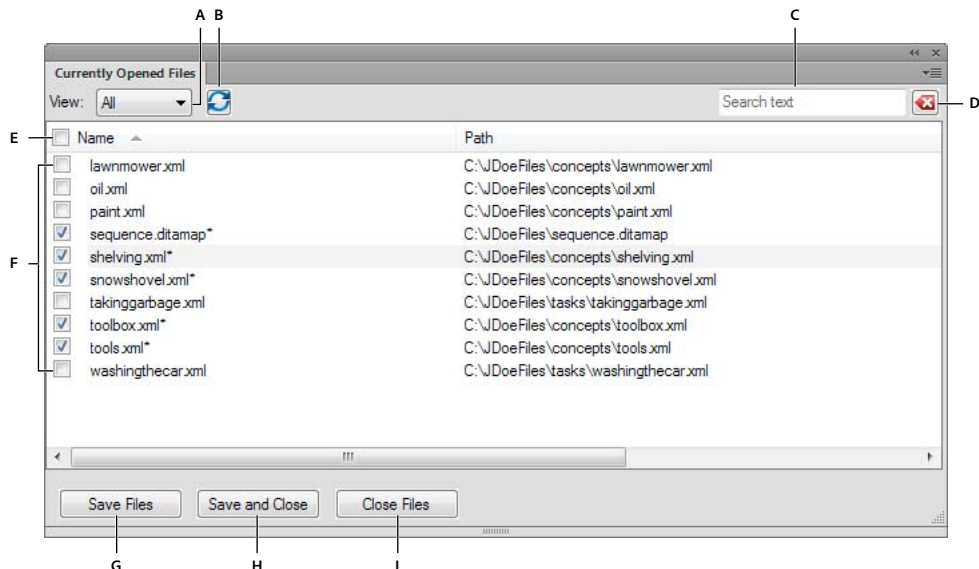 A B C
Currently Opened Files
View: All Search text D
E Name Path
lawnmower.xml C:\JDoeFiles\concepts\lawnmower.xml
oil.xml C:\JDoeFiles\concepts\oil.xml
paint.xml C:\JDoeFiles\concepts\paint.xml
sequence.ditamap* C:\JDoeFiles\sequence.ditamap
F shelving.xml* C:\JDoeFiles\concepts\shelving.xml
snowshovel.xml* C:\JDoeFiles\concepts\snowshovel.xml
takinggarbage.xml C:\JDoeFiles\tasks\takinggarbage.xml
toolbox.xml* C:\JDoeFiles\concepts\toolbox.xml
tools.xml* C:\JDoeFiles\concepts\tools.xml
washingthecar.xml C:\JDoeFiles\tasks\washingthecar.xml
Save Files Save and Close Close Files
G H I